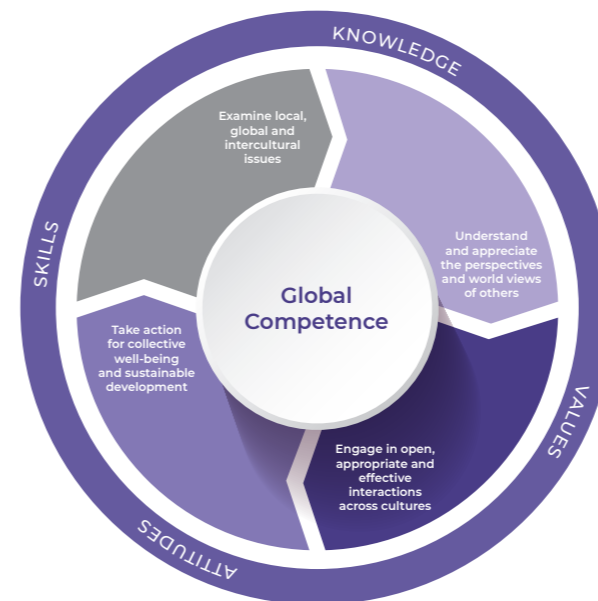 KNOWLEDGE
Examine local,
global and
intercultural
issues
Understand
and appreciate
the perspectives
and world views
of others
SKILLS
Global
Competence
Take action
for collective
well-being
and sustainable
development
VALUES
Engage in open,
appropriate and
effective
interactions
across cultures
ATTITUDES